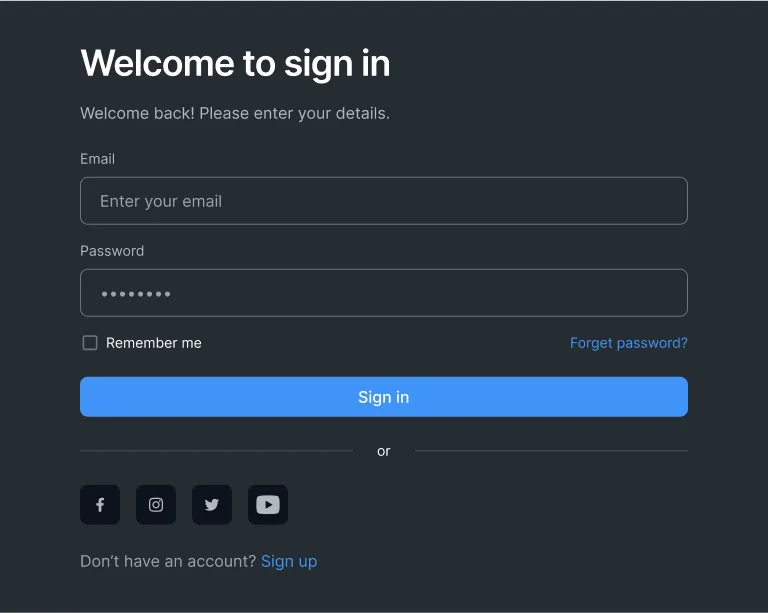 Welcome to sign in
Welcome back! Please enter your details.
Email
Enter your email
Password
••••••••
Remember me
Forget password?
Sign in
or
Don’t have an account? Sign up